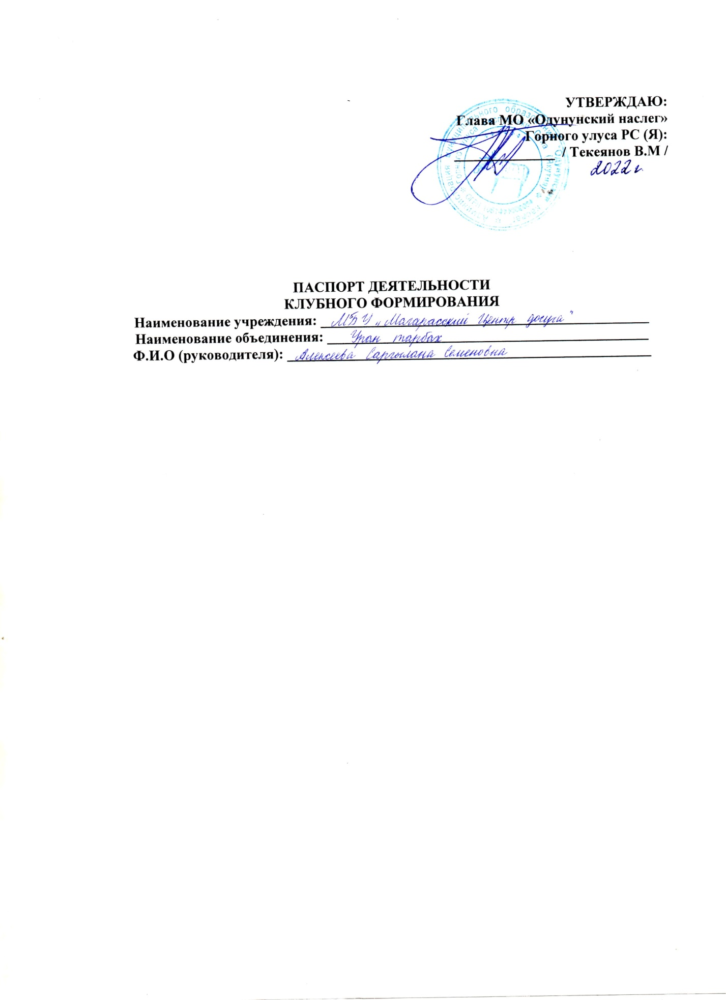 УТВЕРЖДАЮ:
Глава МО «Одунунский наслег»
Горного улуса РС (Я):
/ Текеянов В.М /
2022 г.
ПАСПОРТ ДЕЯТЕЛЬНОСТИ
КЛУБНОГО ФОРМИРОВАНИЯ
Наименование учреждения: МБУ „Магарасский Центр досуга"
Наименование объединения: Уран тарбах
Ф.И.О (руководителя): Алексеева Саргылана Семеновна